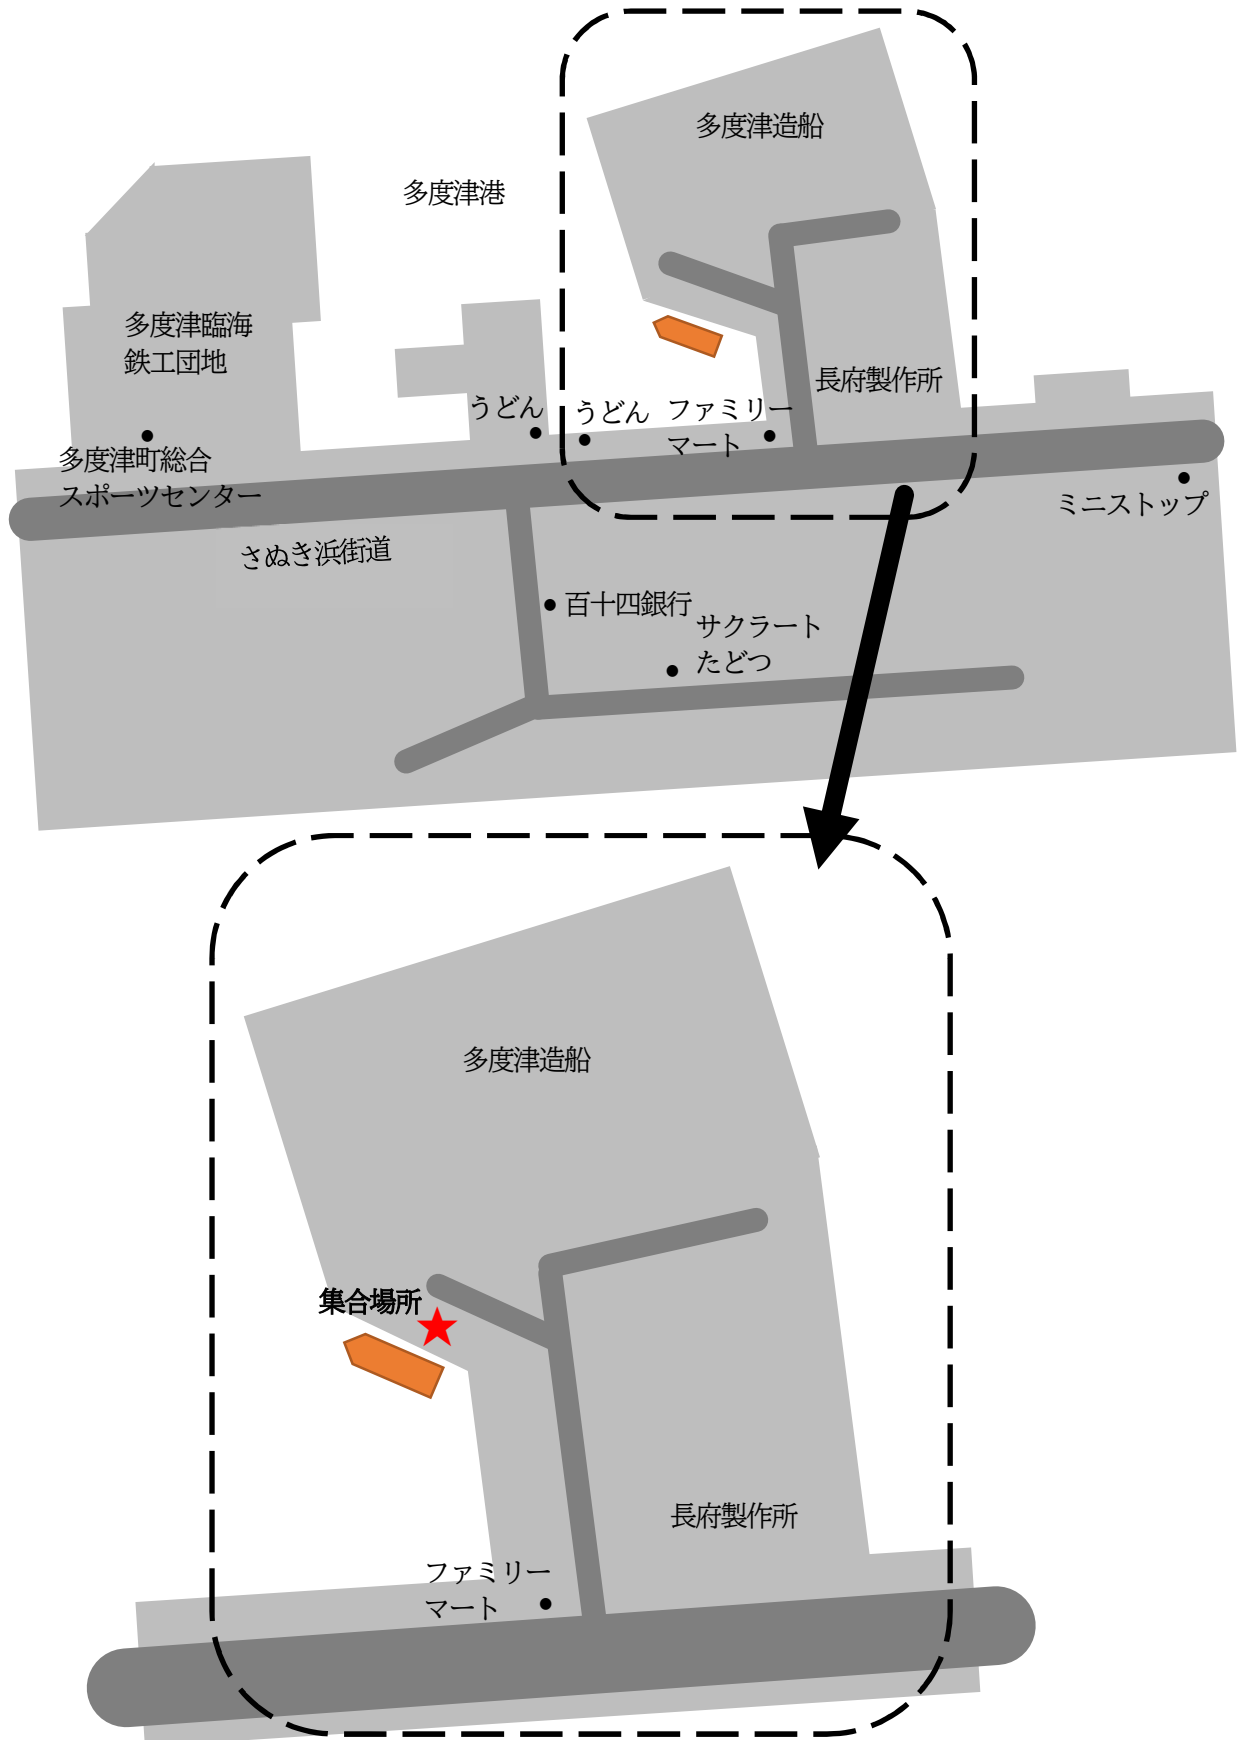 多度津造船
多度津港
多度津臨海
鉄工団地
長府製作所
うどん
うどん
ファミリー
マート
多度津町総合
スポーツセンター
ミニストップ
さぬき浜街道
百十四銀行
サクラート
たどつ
多度津造船
集合場所
長府製作所
ファミリー
マート